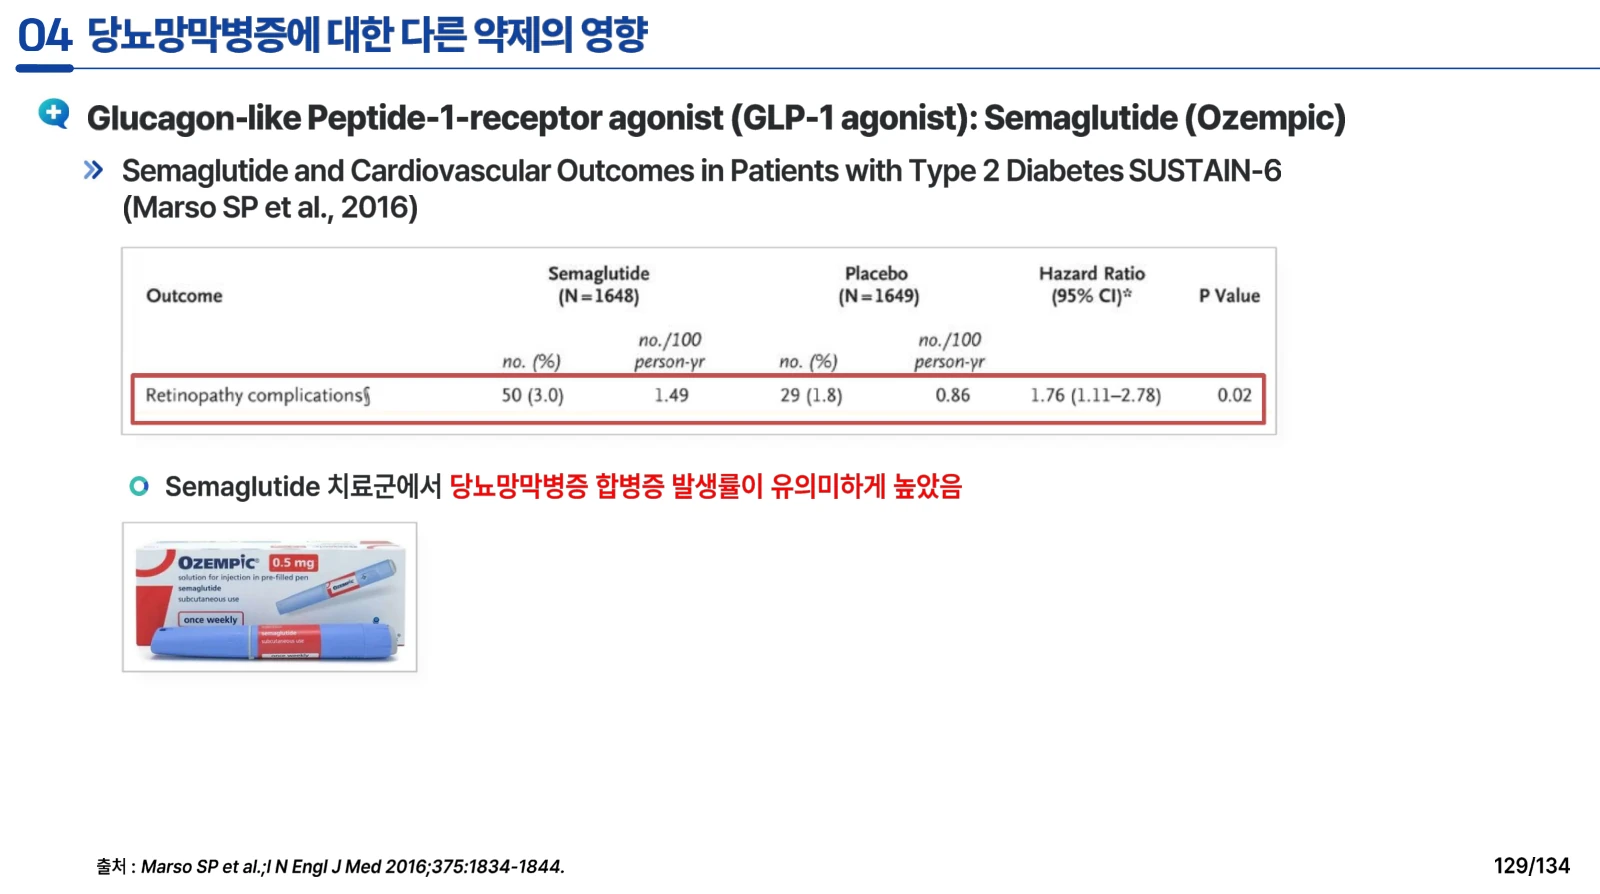 04 당뇨망막병증에 대한 다른 약제의 영향
Glucagon-like Peptide-1-receptor agonist (GLP-1 agonist): Semaglutide (Ozempic)
Semaglutide and Cardiovascular Outcomes in Patients with Type 2 Diabetes SUSTAIN-6
(Marso SP et al., 2016)
Outcome Semaglutide (N=1648) Placebo (N=1649) Hazard Ratio (95% CI)* P Value
no. (%) no./100 person-yr no. (%) no./100 person-yr
Retinopathy complications§ 50 (3.0) 1.49 29 (1.8) 0.86 1.76 (1.11–2.78) 0.02
Semaglutide 치료군에서 당뇨망막병증 합병증 발생률이 유의미하게 높았음
OZEMPIC® 0.5 mg
solution for injection in pre-filled pen
semaglutide
subcutaneous use
once weekly
OZEMPIC
semaglutide
subcutaneous use
once weekly
출처 : Marso SP et al.;I N Engl J Med 2016;375:1834-1844.
129/134